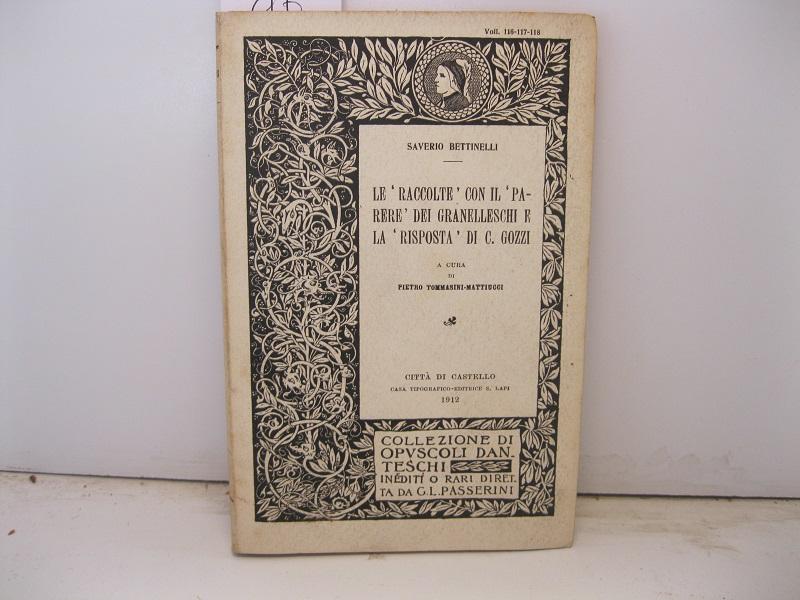 Voll. 116-117-118
SAVERIO BETTINELLI
LE ‘ RACCOLTE ’ CON IL ‘ PA-
RERE ’ DEI GRANELLESCHI E
LA ‘ RISPOSTA ’ DI C. GOZZI
A CURA
DI
PIETRO TOMMASINI-MATTIUCCI
CITTÀ DI CASTELLO
CASA TIPOGRAFICO-EDITRICE S. LAPI
1912
COLLEZIONE DI
OPVSCOLI DAN-
TESCHI
INEDITI O RARI DIRET-
TA DA G. L. PASSERINI